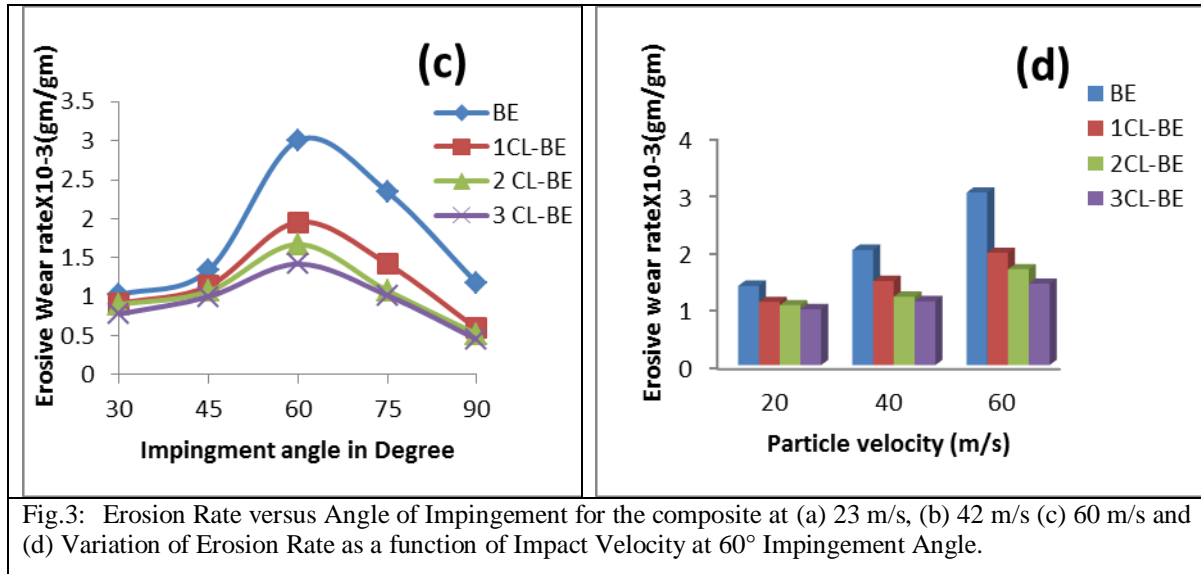 (c)
Erosive Wear rateX10-3(gm/gm)
3.5
3
2.5
2
1.5
1
0.5
0
30 45 60 75 90
Impingment angle in Degree
BE
1CL-BE
2 CL-BE
3 CL-BE
(d)
Erosive wear rateX10-3(gm/gm)
4
3
2
1
0
20 40 60
Particle velocity (m/s)
BE
1CL-BE
2CL-BE
3CL-BE
Fig.3: Erosion Rate versus Angle of Impingement for the composite at (a) 23 m/s, (b) 42 m/s (c) 60 m/s and
(d) Variation of Erosion Rate as a function of Impact Velocity at 60° Impingement Angle.